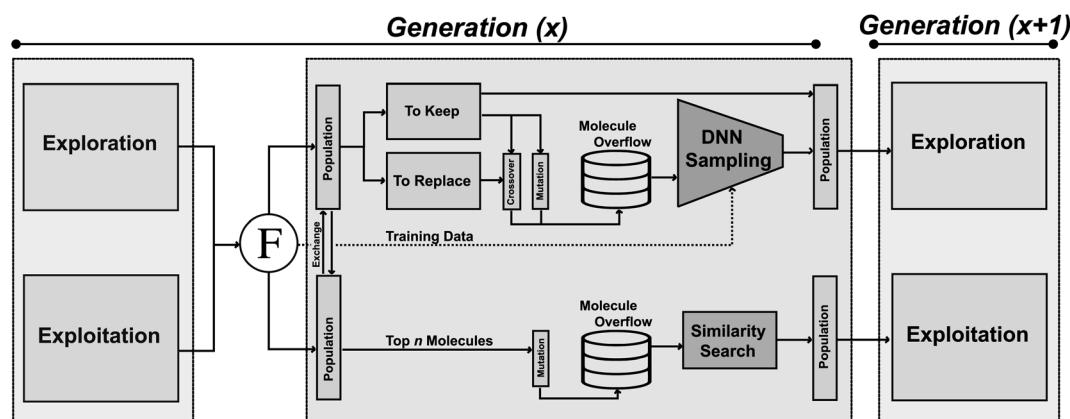 Generation (x)
Generation (x+1)
Exploration
Exploitation
F
Population
To Keep
To Replace
Crossover
Mutation
Molecule
Overflow
DNN
Sampling
Population
Exchange
Training Data
Population
Top n Molecules
Mutation
Molecule
Overflow
Similarity
Search
Population
Exploration
Exploitation